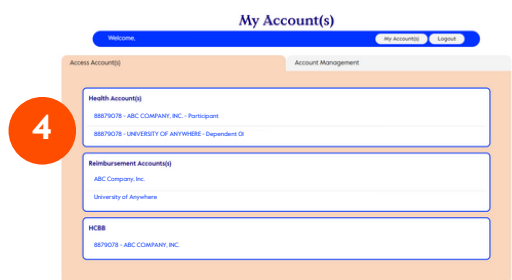 My Account(s)
Welcome,
My Account(s)
Logout
Access Account(s)
Account Management
4
Health Account(s)
88879078 - ABC COMPANY, INC. - Participant
88879078 - UNIVERSITY OF ANYWHERE - Dependent 01
Reimbursement Accounts(s)
ABC Company, Inc.
University of Anywhere
HCBB
8879078 - ABC COMPANY, INC.